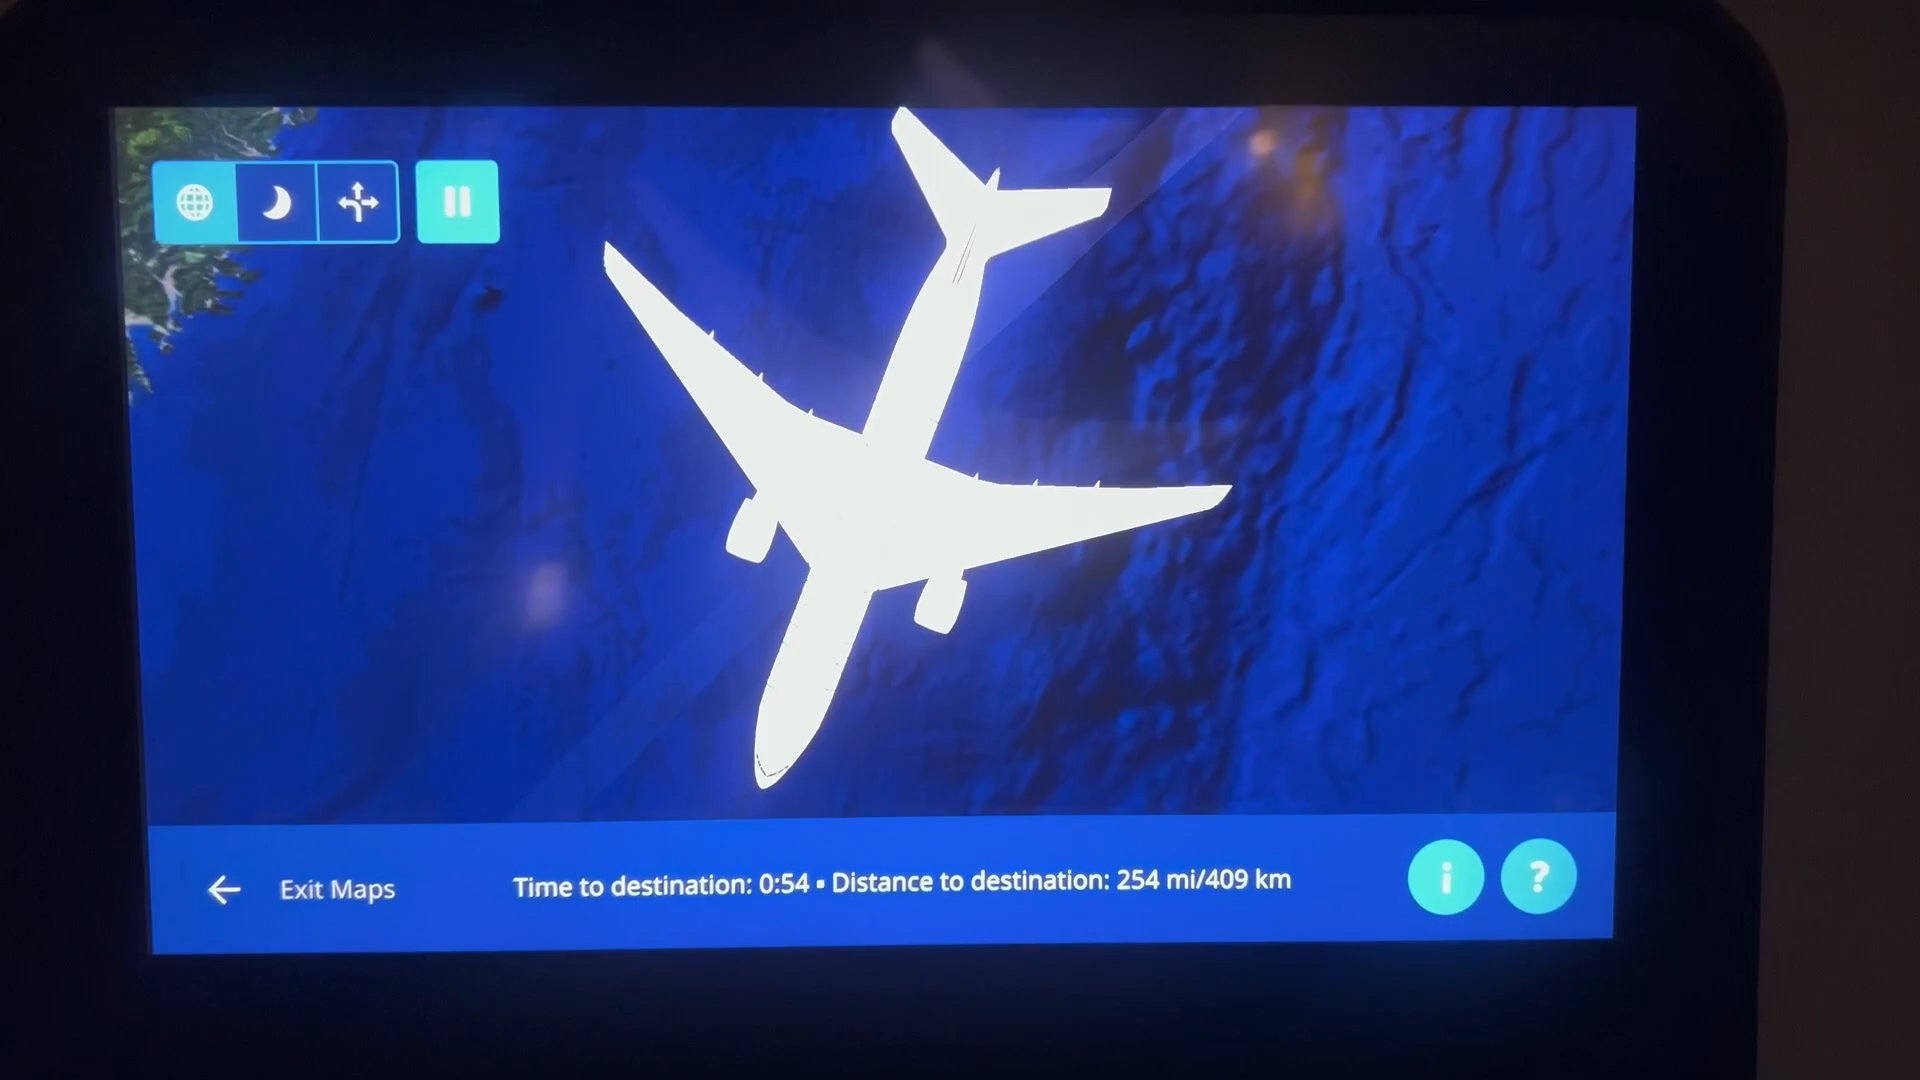 Exit Maps
Time to destination: 0:54 ▪ Distance to destination: 254 mi/409 km
i
?